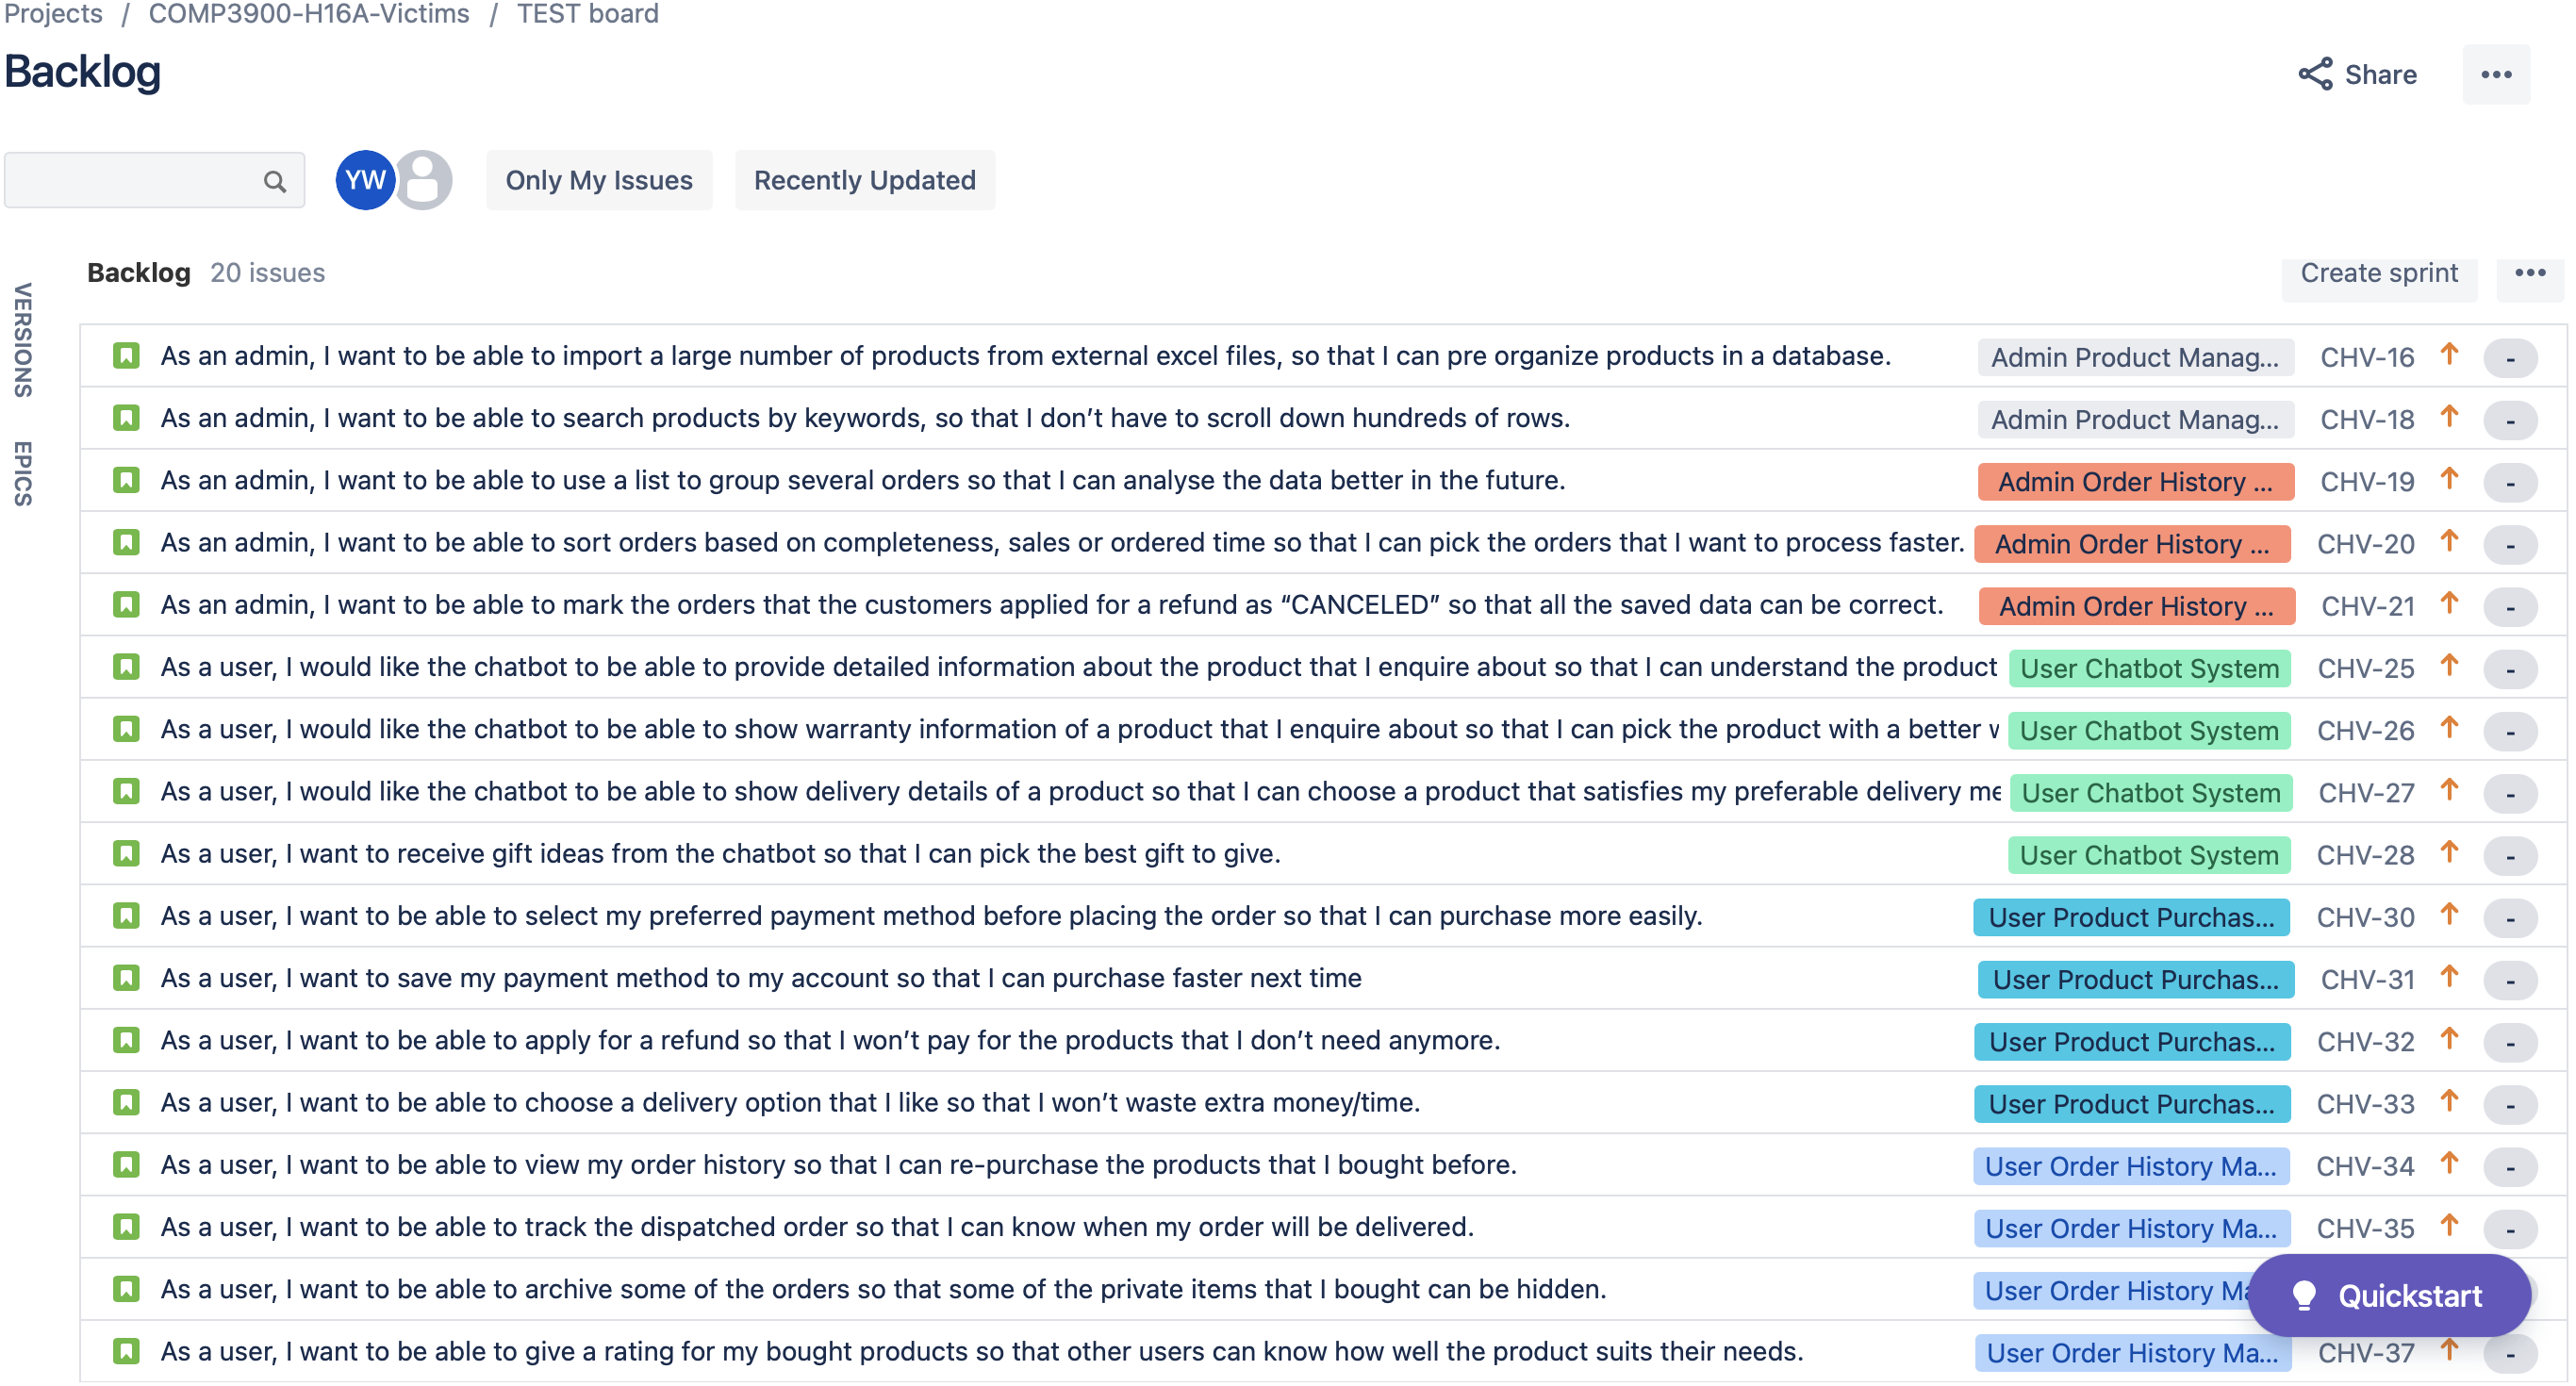 Projects / COMP3900-H16A-Victims / TEST board
Backlog
Share
YW
Only My Issues
Recently Updated
VERSIONS
EPICS
Backlog 20 issues
Create sprint
As an admin, I want to be able to import a large number of products from external excel files, so that I can pre organize products in a database. Admin Product Manag... CHV-16 -
As an admin, I want to be able to search products by keywords, so that I don’t have to scroll down hundreds of rows. Admin Product Manag... CHV-18 -
As an admin, I want to be able to use a list to group several orders so that I can analyse the data better in the future. Admin Order History ... CHV-19 -
As an admin, I want to be able to sort orders based on completeness, sales or ordered time so that I can pick the orders that I want to process faster. Admin Order History ... CHV-20 -
As an admin, I want to be able to mark the orders that the customers applied for a refund as “CANCELED” so that all the saved data can be correct. Admin Order History ... CHV-21 -
As a user, I would like the chatbot to be able to provide detailed information about the product that I enquire about so that I can understand the product User Chatbot System CHV-25 -
As a user, I would like the chatbot to be able to show warranty information of a product that I enquire about so that I can pick the product with a better User Chatbot System CHV-26 -
As a user, I would like the chatbot to be able to show delivery details of a product so that I can choose a product that satisfies my preferable delivery me User Chatbot System CHV-27 -
As a user, I want to receive gift ideas from the chatbot so that I can pick the best gift to give. User Chatbot System CHV-28 -
As a user, I want to be able to select my preferred payment method before placing the order so that I can purchase more easily. User Product Purchas... CHV-30 -
As a user, I want to save my payment method to my account so that I can purchase faster next time User Product Purchas... CHV-31 -
As a user, I want to be able to apply for a refund so that I won’t pay for the products that I don’t need anymore. User Product Purchas... CHV-32 -
As a user, I want to be able to choose a delivery option that I like so that I won’t waste extra money/time. User Product Purchas... CHV-33 -
As a user, I want to be able to view my order history so that I can re-purchase the products that I bought before. User Order History Ma... CHV-34 -
As a user, I want to be able to track the dispatched order so that I can know when my order will be delivered. User Order History Ma... CHV-35 -
As a user, I want to be able to archive some of the orders so that some of the private items that I bought can be hidden. User Order History Ma
Quickstart
As a user, I want to be able to give a rating for my bought products so that other users can know how well the product suits their needs. User Order History Ma... CHV-37 -